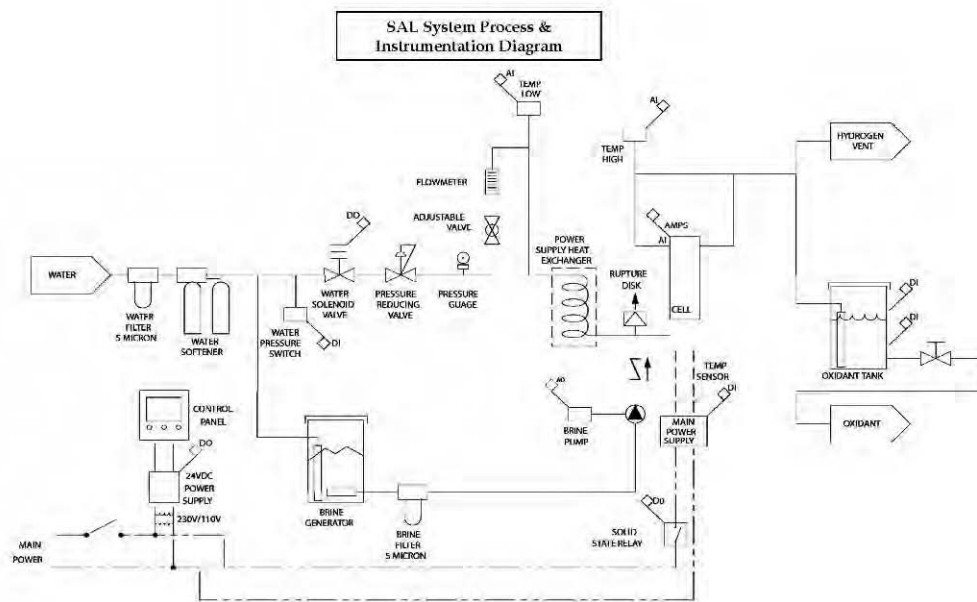 SAL System Process &
Instrumentation Diagram
AI
TEMP
LOW
AI
TEMP
HIGH
HYDROGEN
VENT
FLOWMETER
DO
ADJUSTABLE
VALVE
AMPS
AI
POWER
SUPPLY HEAT
EXCHANGER
RUPTURE
DISK
CELL
WATER
WATER
FILTER
5 MICRON
WATER
SOFTENER
WATER
SOLENOID
VALVE
PRESSURE
REDUCING
VALVE
PRESSURE
GUAGE
WATER
PRESSURE
SWITCH
DI
DI
DI
OXIDANT TANK
TEMP
SENSOR
DI
CONTROL
PANEL
DO
24VDC
POWER
SUPPLY
230V/110V
AO
BRINE
PUMP
MAIN
POWER
SUPPLY
OXIDANT
BRINE
GENERATOR
BRINE
FILTER
5 MICRON
DO
SOLID
STATE RELAY
MAIN
POWER